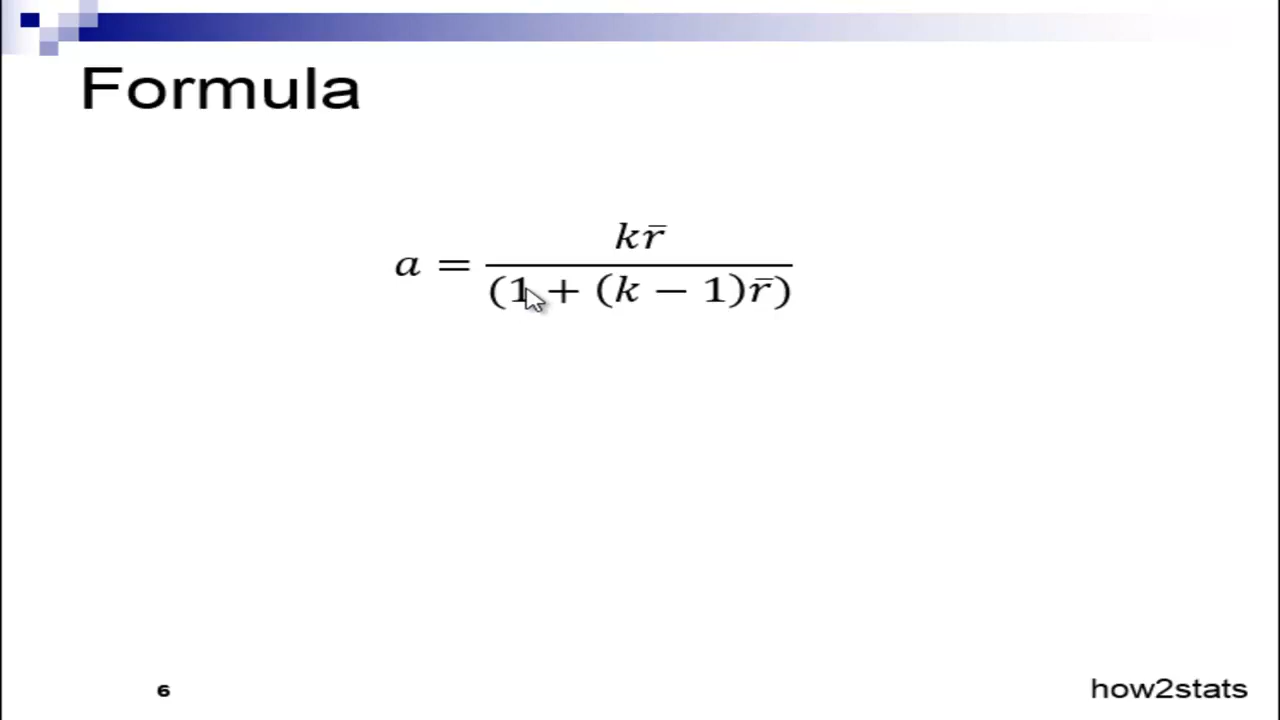 Formula
a = kr̄ / (1 + (k − 1)r̄)
6
how2stats